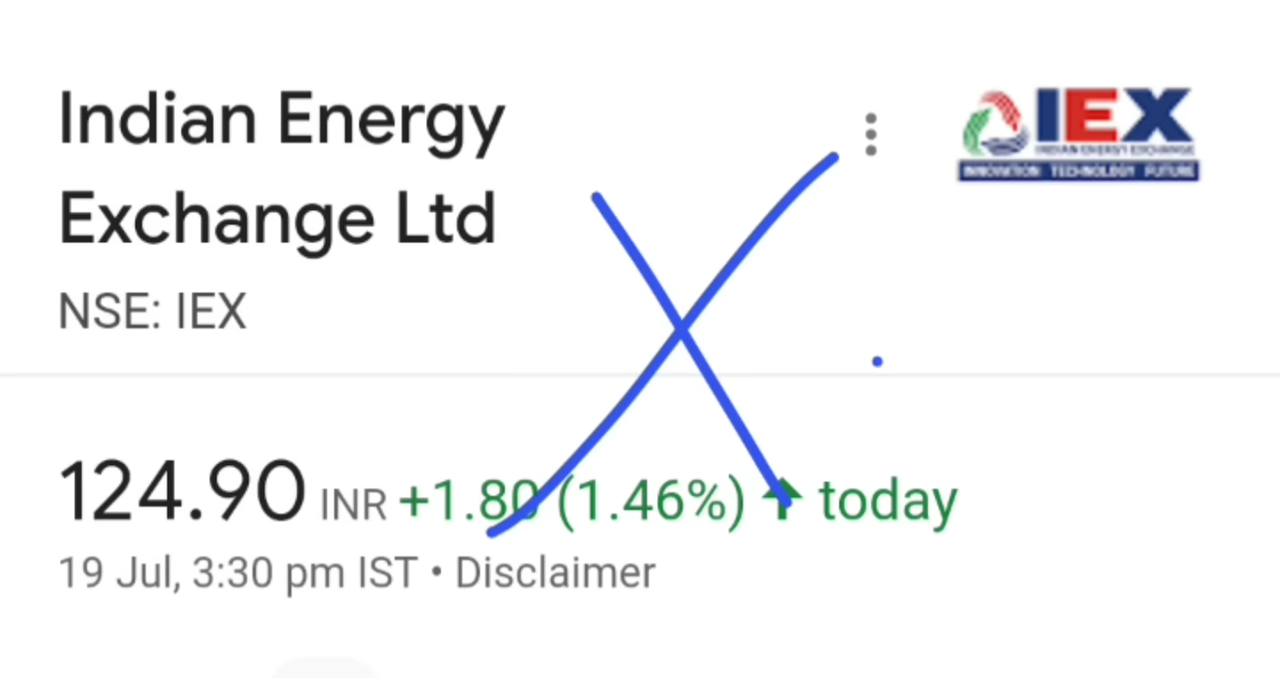 Indian Energy
Exchange Ltd
NSE: IEX
IEX
INDIAN ENERGY EXCHANGE
INNOVATION TECHNOLOGY FUTURE
124.90 INR +1.80 (1.46%) ↑ today
19 Jul, 3:30 pm IST • Disclaimer